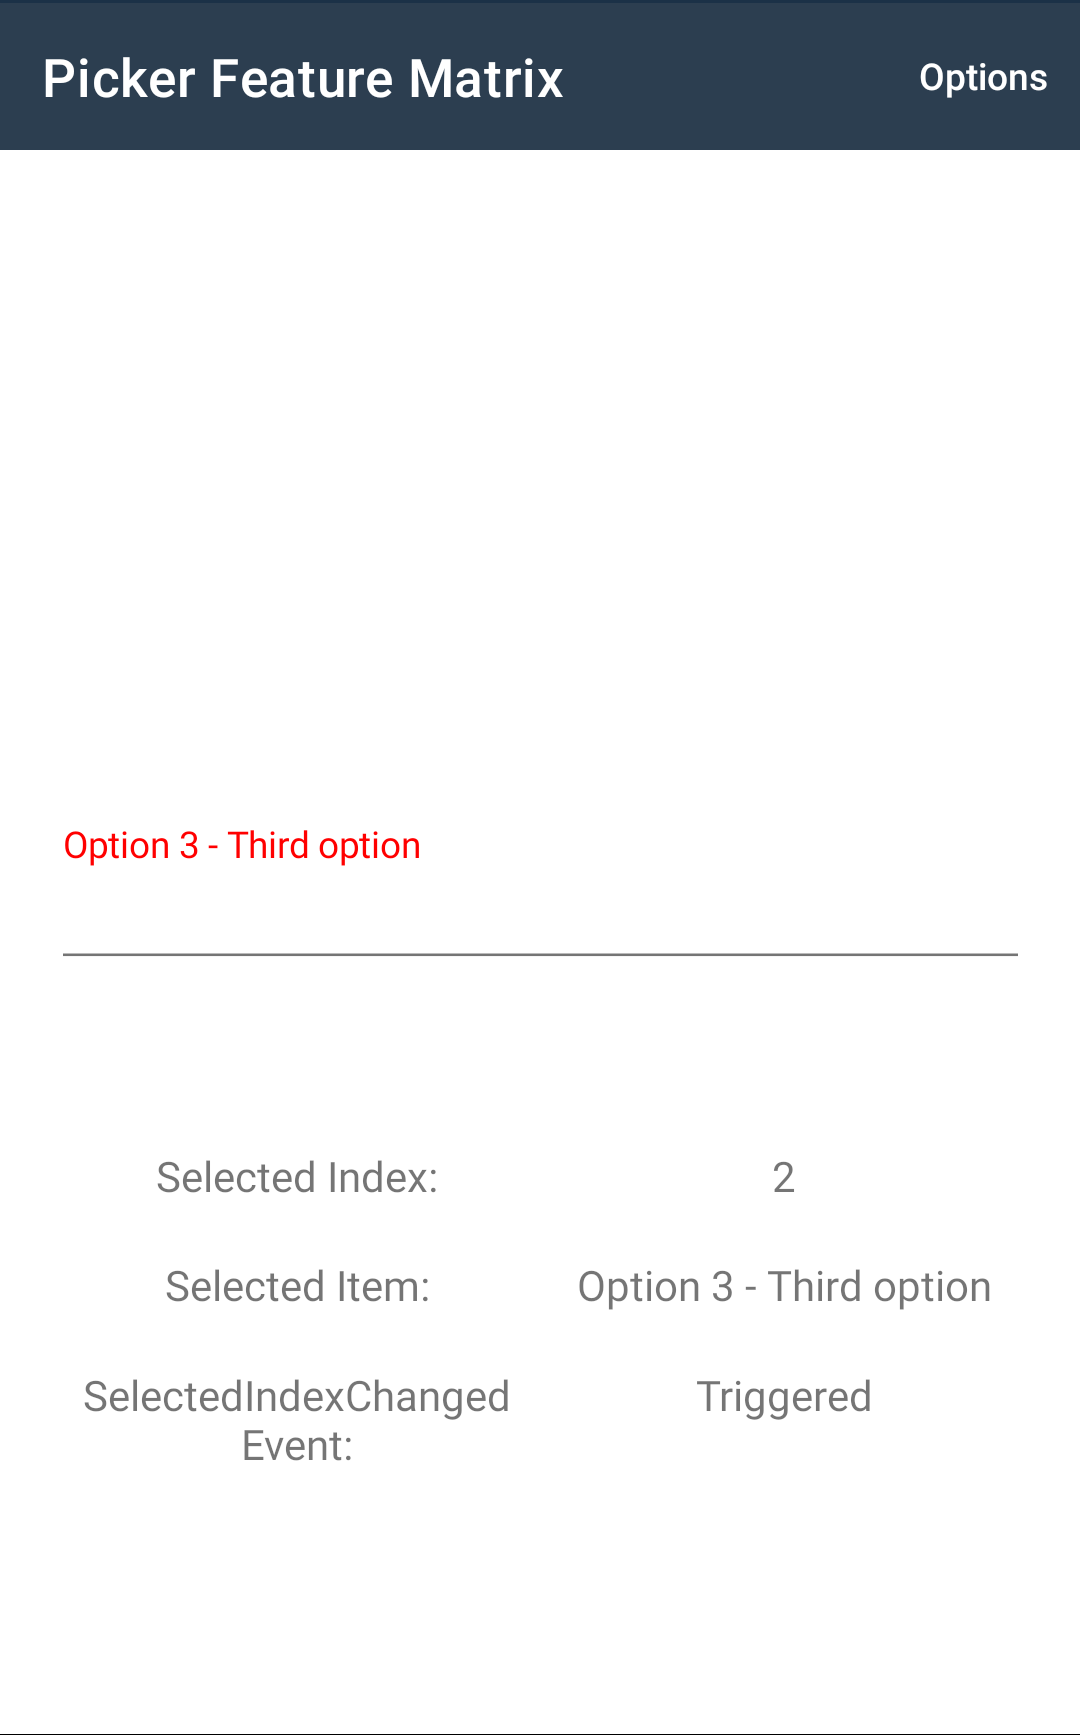 Picker Feature Matrix
Options
Option 3 - Third option
Selected Index:
2
Selected Item:
Option 3 - Third option
SelectedIndexChanged
Event:
Triggered